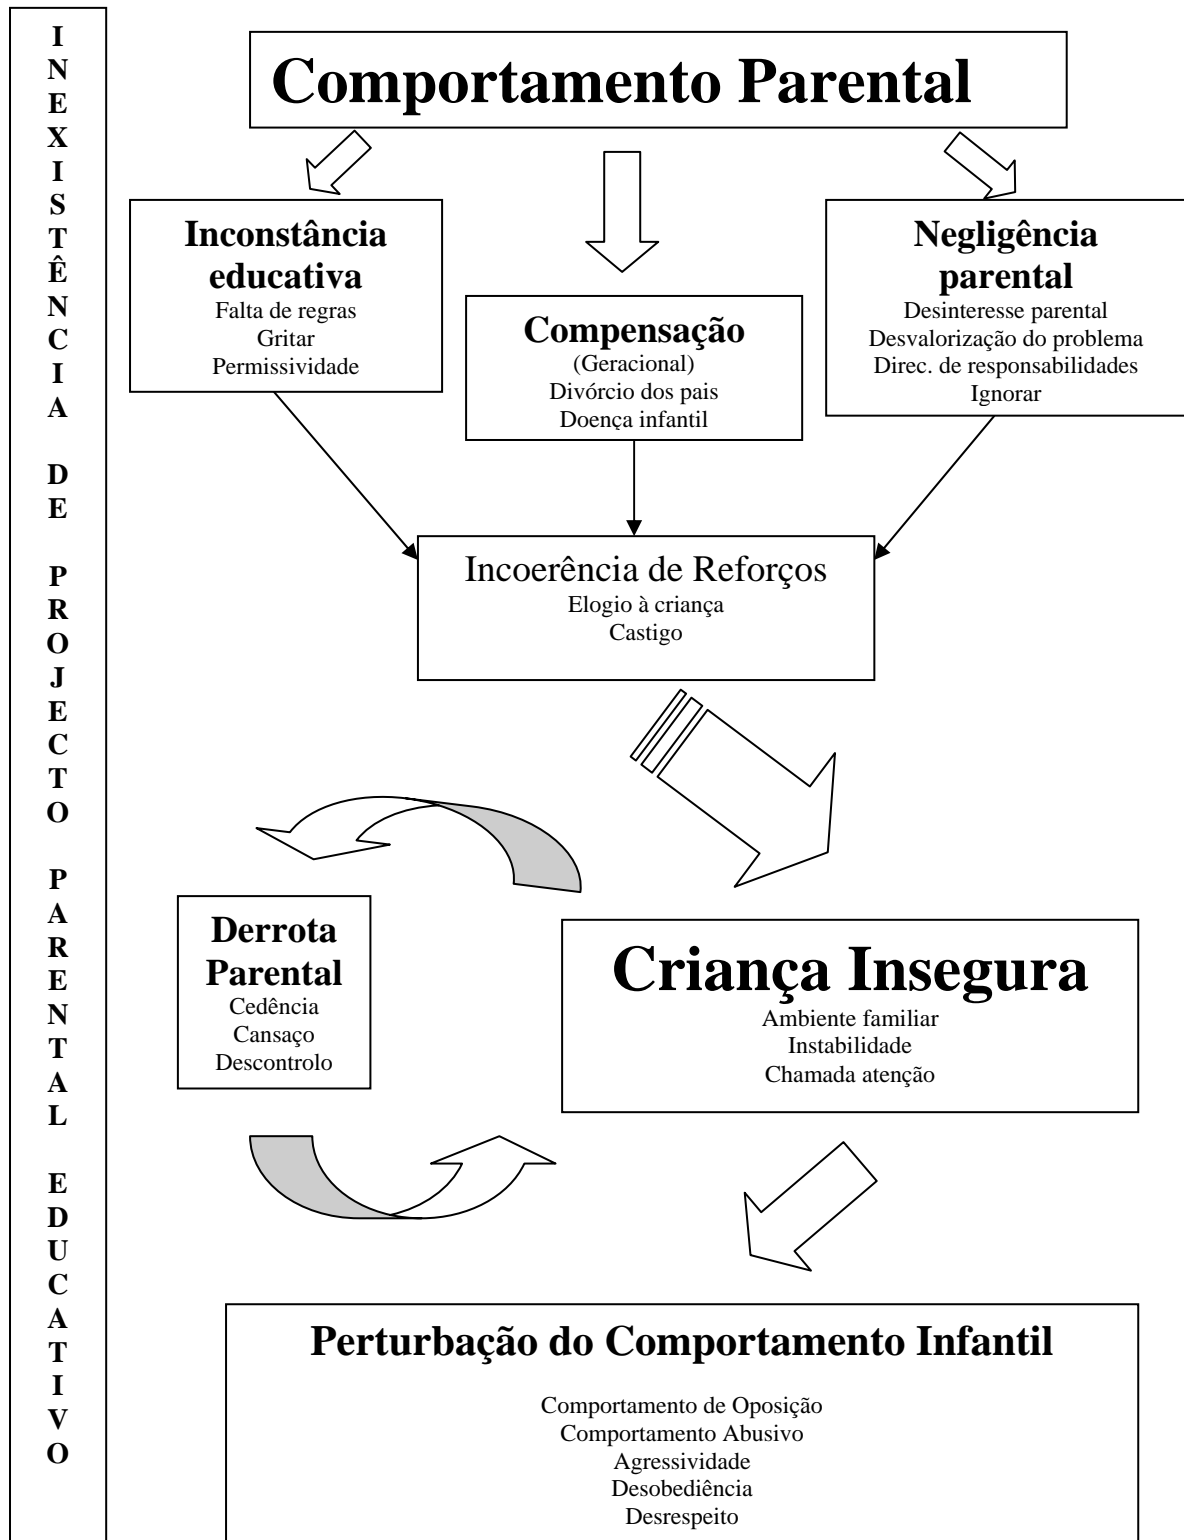 INEXISTÊNCIA DE PROJECTO PARENTAL EDUCATIVO
Comportamento Parental
Inconstância
educativa
Falta de regras
Gritar
Permissividade
Compensação
(Geracional)
Divórcio dos pais
Doença infantil
Negligência
parental
Desinteresse parental
Desvalorização do problema
Direc. de responsabilidades
Ignorar
Incoerência de Reforços
Elogio à criança
Castigo
Derrota
Parental
Cedência
Cansaço
Descontrolo
Criança Insegura
Ambiente familiar
Instabilidade
Chamada atenção
Perturbação do Comportamento Infantil
Comportamento de Oposição
Comportamento Abusivo
Agressividade
Desobediência
Desrespeito